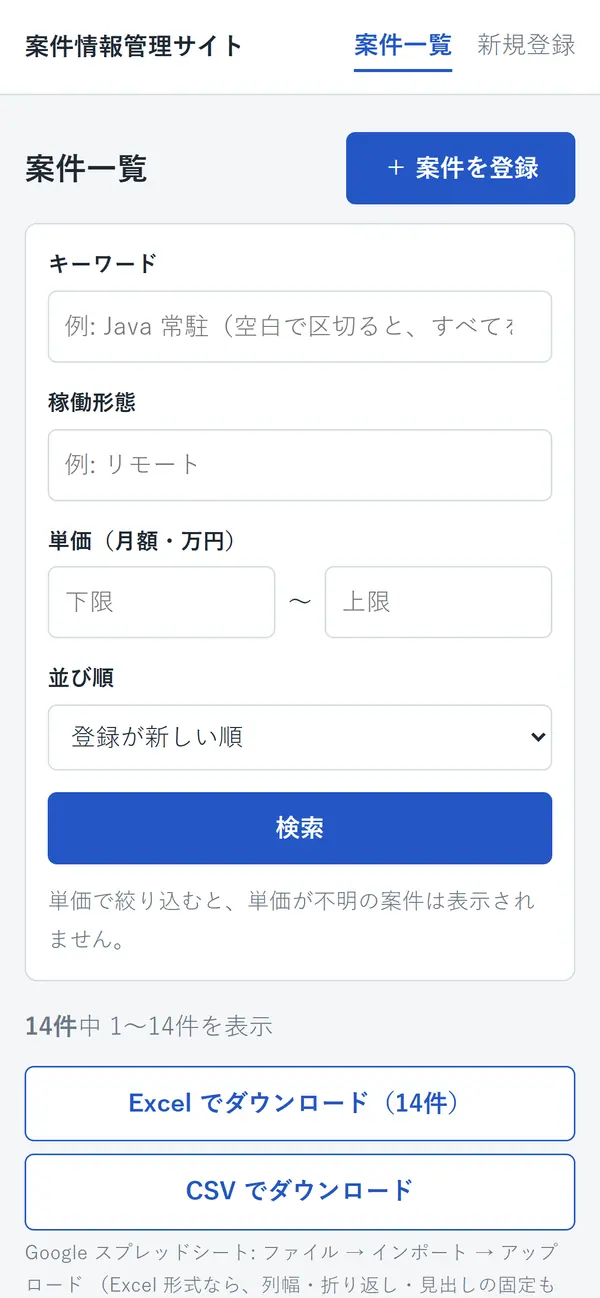 案件情報管理サイト
案件一覧
新規登録
案件一覧
＋ 案件を登録
キーワード
例: Java 常駐（空白で区切ると、すべて
稼働形態
例: リモート
単価（月額・万円）
下限
〜
上限
並び順
登録が新しい順
検索
単価で絞り込むと、単価が不明の案件は表示され
ません。
14件中 1〜14件を表示
Excel でダウンロード（14件）
CSV でダウンロード
Google スプレッドシート: ファイル → インポート → アップ
ロード （Excel 形式なら、列幅・折り返し・見出しの固定も